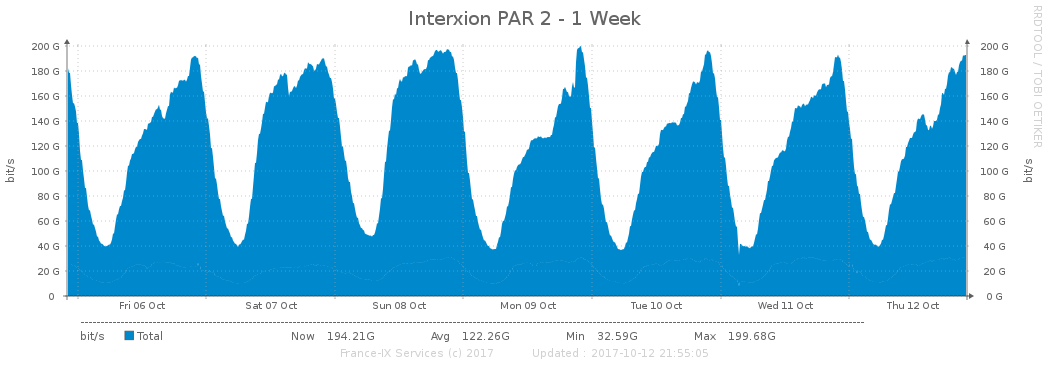 Interxion PAR 2 - 1 Week
RRDTOOL / TOBI OETIKER
200 G 200 G
180 G 180 G
160 G 160 G
140 G 140 G
120 G 120 G
100 G 100 G
80 G 80 G
60 G 60 G
40 G 40 G
20 G 20 G
0 0 G
bit/s bit/s
Fri 06 Oct Sat 07 Oct Sun 08 Oct Mon 09 Oct Tue 10 Oct Wed 11 Oct Thu 12 Oct
bit/s Total Now 194.21G Avg 122.26G Min 32.59G Max 199.68G
France-IX Services (c) 2017 Updated : 2017-10-12 21:55:05